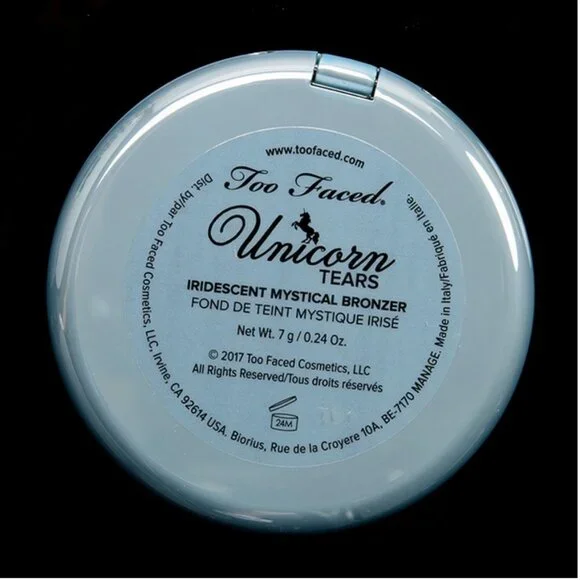 www.toofaced.com
Too Faced®
Unicorn
TEARS
IRIDESCENT MYSTICAL BRONZER
FOND DE TEINT MYSTIQUE IRISÉ
Net Wt. 7 g / 0.24 Oz.
© 2017 Too Faced Cosmetics, LLC
All Rights Reserved/Tous droits réservés
24M
Dist. by/par Too Faced Cosmetics, LLC, Irvine, CA 92614 USA. Biorius, Rue de la Croyere 10A, BE-7170 MANAGE. Made in Italy/Fabriqué en Italie.